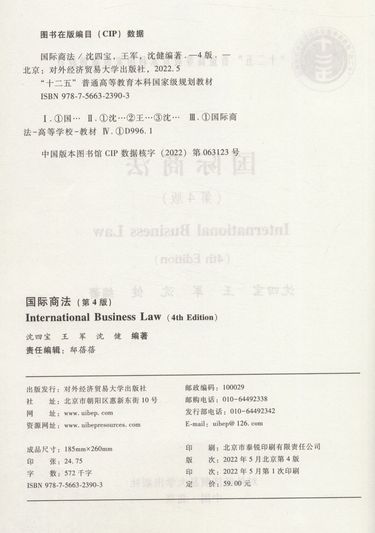 图书在版编目（CIP）数据
国际商法／沈四宝，王军，沈健编著．—4版．—
北京：对外经济贸易大学出版社，2022.5
“十二五”普通高等教育本科国家级规划教材
ISBN 978-7-5663-2390-3
Ⅰ．①国… Ⅱ．①沈…②王…③沈… Ⅲ．①国际商
法-高等学校-教材 Ⅳ．①D996.1
中国版本图书馆CIP数据核字（2022）第063123号
国际商法（第4版）
International Business Law（4th Edition）
沈四宝 王军 沈健 编著
责任编辑：郝蓓蓓
出版发行：对外经济贸易大学出版社 邮政编码：100029
社址：北京市朝阳区惠新东街10号 邮购电话：010-64492338
网址：www.uibep.com 发行部电话：010-64492342
资源网址：www.uibepresources.com E-mail：uibep@126.com
成品尺寸：185mm×260mm 印刷：北京市泰锐印刷有限责任公司
印张：24.75 版次：2022年5月北京第4版
字数：572千字 印次：2022年5月第1次印刷
ISBN 978-7-5663-2390-3 定价：59.00元